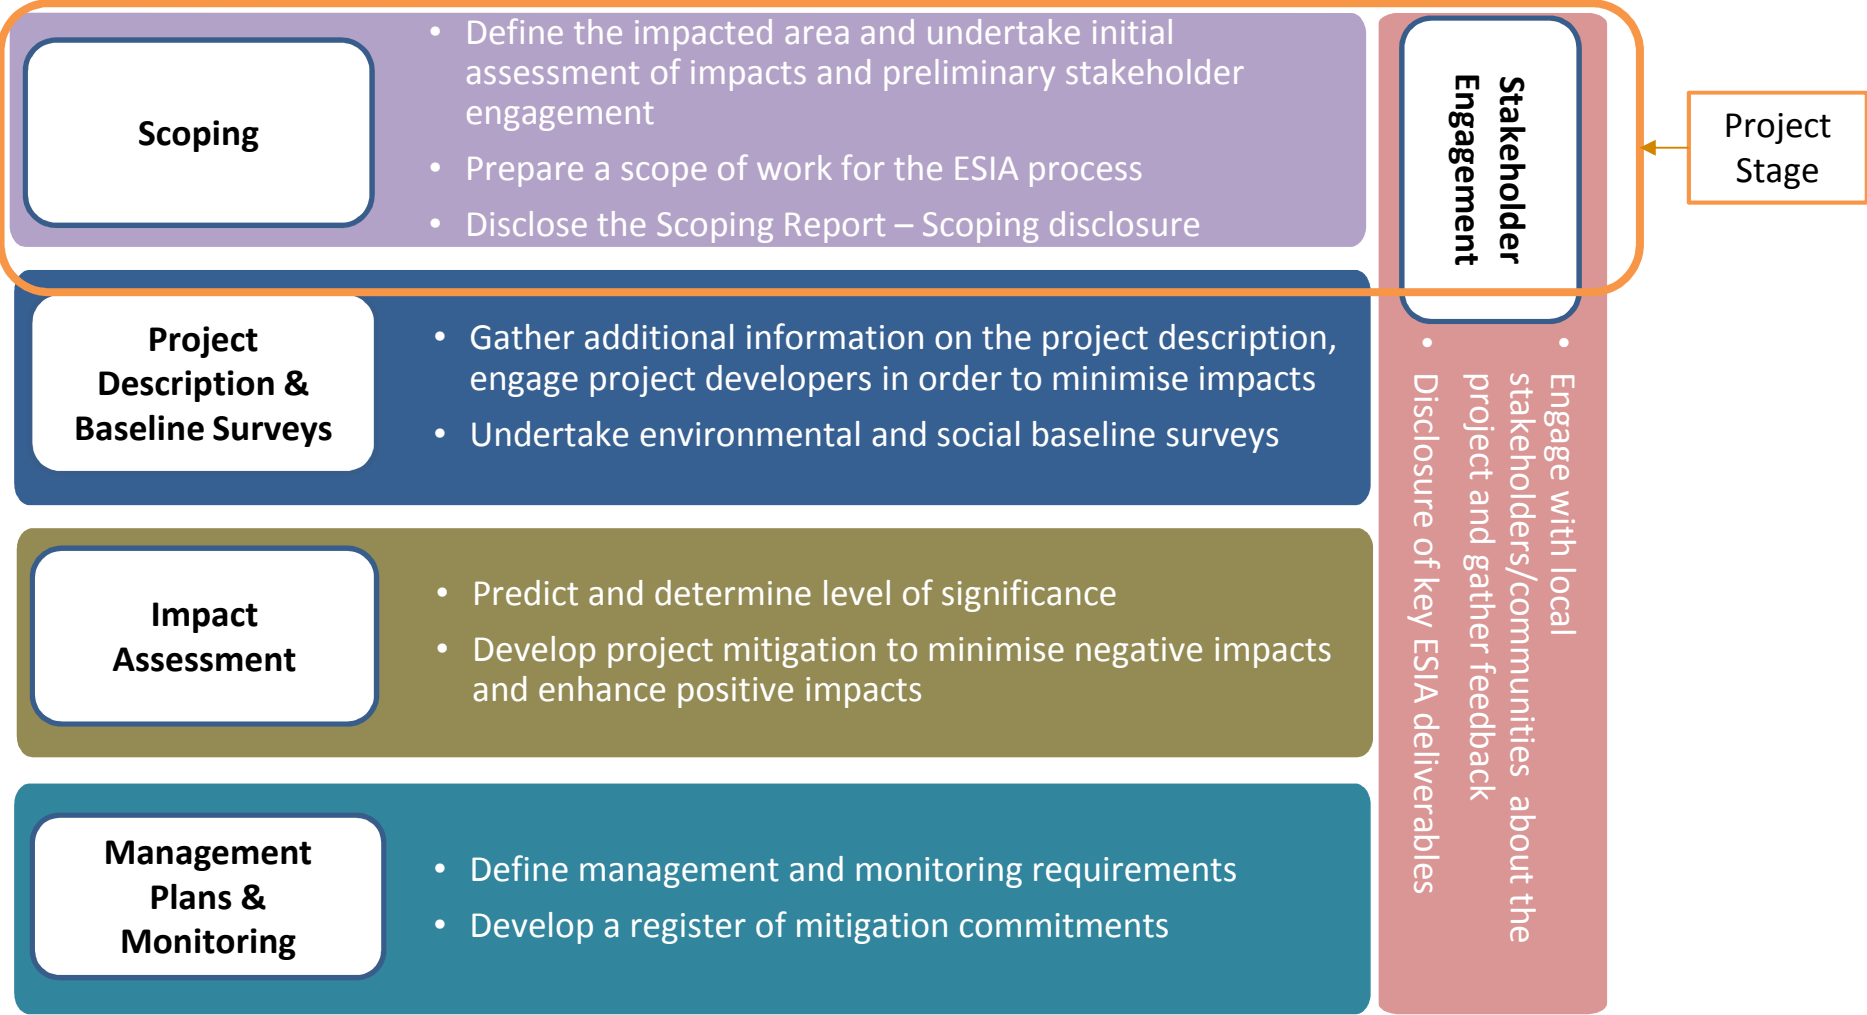 Scoping
• Define the impacted area and undertake initial
assessment of impacts and preliminary stakeholder
engagement
• Prepare a scope of work for the ESIA process
• Disclose the Scoping Report – Scoping disclosure
Project
Description &
Baseline Surveys
• Gather additional information on the project description,
engage project developers in order to minimise impacts
• Undertake environmental and social baseline surveys
Impact
Assessment
• Predict and determine level of significance
• Develop project mitigation to minimise negative impacts
and enhance positive impacts
Management
Plans &
Monitoring
• Define management and monitoring requirements
• Develop a register of mitigation commitments
Stakeholder
Engagement
• Engage with local
stakeholders/communities about the
project and gather feedback
• Disclosure of key ESIA deliverables
Project
Stage